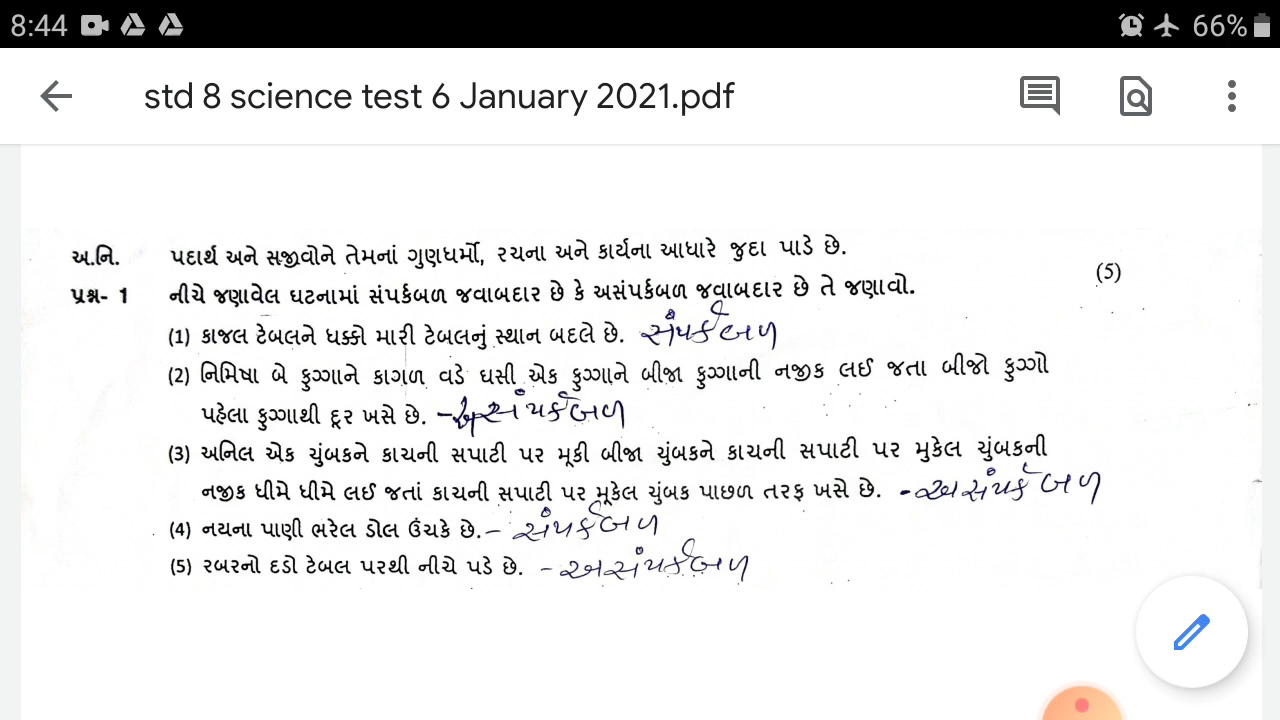 8:44 66%
std 8 science test 6 January 2021.pdf
અ.નિ. પદાર્થ અને સજીવોને તેમનાં ગુણધર્મો, રચના અને કાર્યના આધારે જુદા પાડે છે.
(5)
પ્રશ્ન- 1 નીચે જણાવેલ ઘટનામાં સંપર્કબળ જવાબદાર છે કે અસંપર્કબળ જવાબદાર છે તે જણાવો.
(1) કાજલ ટેબલને ધક્કો મારી ટેબલનું સ્થાન બદલે છે. સંપર્કબળ
(2) નિમિષા બે ફુગ્ગાને કાગળ વડે ઘસી એક ફુગ્ગાને બીજા ફુગ્ગાની નજીક લઈ જતા બીજો ફુગ્ગો
પહેલા ફુગ્ગાથી દૂર ખસે છે. - અસંપર્કબળ
(3) અનિલ એક ચુંબકને કાચની સપાટી પર મૂકી બીજા ચુંબકને કાચની સપાટી પર મુકેલ ચુંબકની
નજીક ધીમે ધીમે લઈ જતાં કાચની સપાટી પર મૂકેલ ચુંબક પાછળ તરફ ખસે છે. - અસંપર્કબળ
(4) નયના પાણી ભરેલ ડોલ ઉંચકે છે. - સંપર્કબળ
(5) રબરનો દડો ટેબલ પરથી નીચે પડે છે. - અસંપર્કબળ